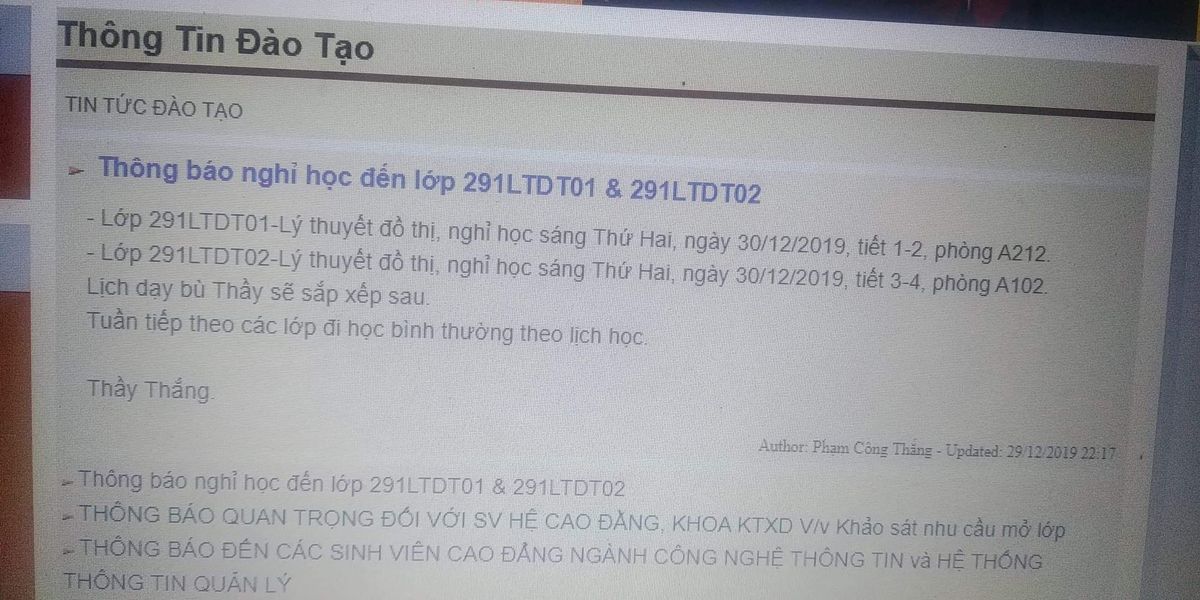 Thông Tin Đào Tạo
TIN TỨC ĐÀO TẠO
Thông báo nghỉ học đến lớp 291LTDT01 & 291LTDT02
- Lớp 291LTDT01-Lý thuyết đồ thị, nghỉ học sáng Thứ Hai, ngày 30/12/2019, tiết 1-2, phòng A212.
- Lớp 291LTDT02-Lý thuyết đồ thị, nghỉ học sáng Thứ Hai, ngày 30/12/2019, tiết 3-4, phòng A102.
Lịch dạy bù Thầy sẽ sắp xếp sau.
Tuần tiếp theo các lớp đi học bình thường theo lịch học.
Thầy Thắng.
Author: Phạm Công Thắng - Updated: 29/12/2019 22:17
Thông báo nghỉ học đến lớp 291LTDT01 & 291LTDT02
THÔNG BÁO QUAN TRỌNG ĐỐI VỚI SV HỆ CAO ĐẲNG, KHOA KTXD V/v Khảo sát nhu cầu mở lớp
THÔNG BÁO ĐẾN CÁC SINH VIÊN CAO ĐẲNG NGÀNH CÔNG NGHỆ THÔNG TIN và HỆ THỐNG
THÔNG TIN QUẢN LÝ